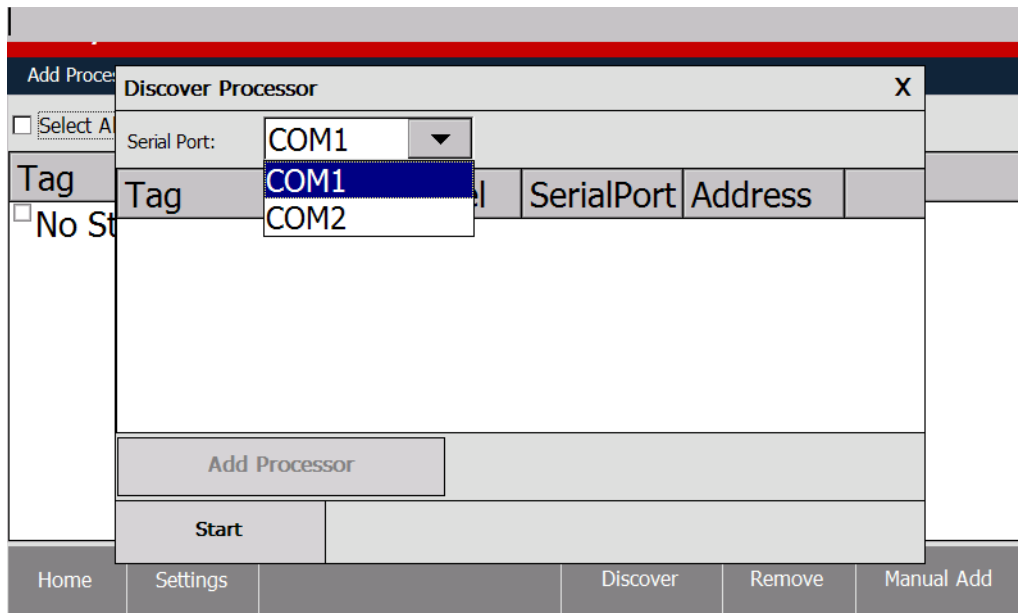 Add Proces
Discover Processor X
Select Al
Serial Port: COM1
COM1
COM2
Tag
Tag SerialPort Address
No St
Add Processor
Start
Home Settings Discover Remove Manual Add